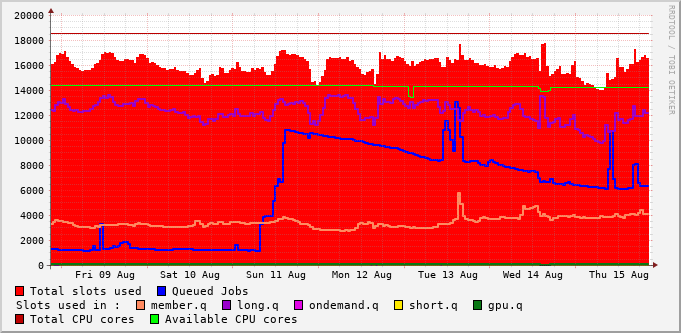 20000
18000
16000
14000
12000
10000
8000
6000
4000
2000
0
Fri 09 Aug Sat 10 Aug Sun 11 Aug Mon 12 Aug Tue 13 Aug Wed 14 Aug Thu 15 Aug
Total slots used Queued Jobs
Slots used in : member.q long.q ondemand.q short.q gpu.q
Total CPU cores Available CPU cores
RRDTOOL / TOBI OETIKER